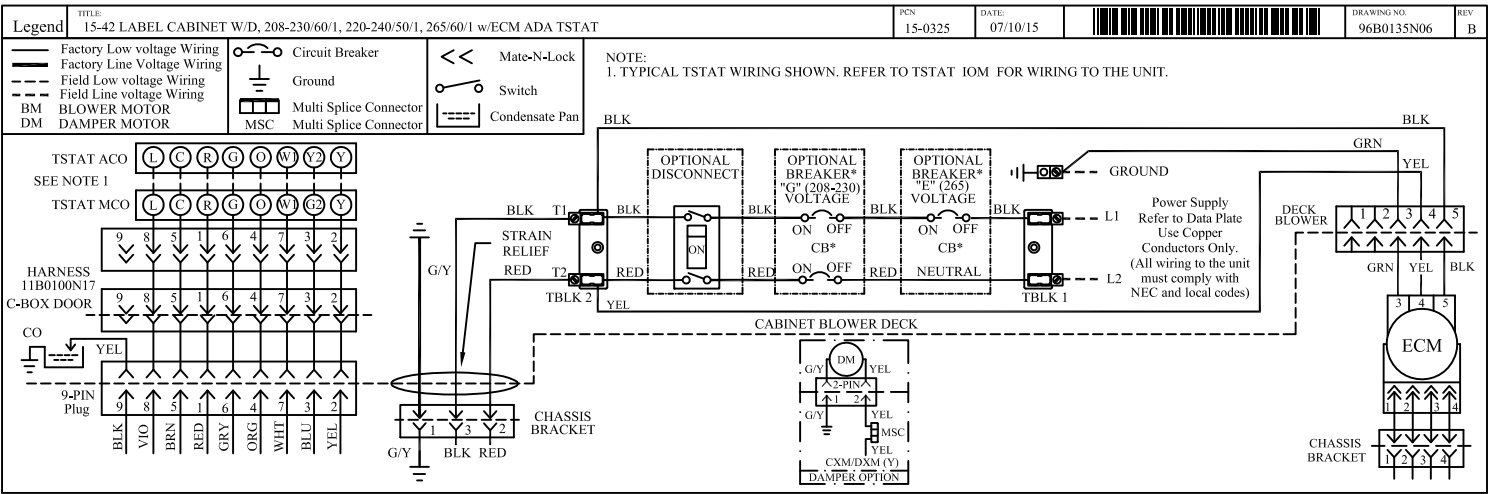 Legend
TITLE:
15-42 LABEL CABINET W/D, 208-230/60/1, 220-240/50/1, 265/60/1 w/ECM ADA TSTAT
PCN
15-0325
DATE:
07/10/15
DRAWING NO.
96B0135N06
REV
B
Factory Low voltage Wiring
Factory Line Voltage Wiring
Field Low voltage Wiring
Field Line voltage Wiring
BM BLOWER MOTOR
DM DAMPER MOTOR
Circuit Breaker
Ground
Multi Splice Connector
MSC Multi Splice Connector
Mate-N-Lock
Switch
Condensate Pan
NOTE:
1. TYPICAL TSTAT WIRING SHOWN. REFER TO TSTAT IOM FOR WIRING TO THE UNIT.
TSTAT ACO L C R G O W1 Y2 Y
SEE NOTE 1
TSTAT MCO L C R G O W1 G2 Y
9 8 5 1 6 4 7 3 2
HARNESS
11B0100N17
C-BOX DOOR
9 8 5 1 6 4 7 3 2
CO
YEL
9-PIN
Plug
9 8 5 1 6 4 7 3 2
BLK VIO BRN RED GRY ORG WHT BLU YEL
G/Y
BLK T1
STRAIN
RELIEF
RED T2
TBLK 2
1 3 2
CHASSIS
BRACKET
G/Y BLK RED
BLK
BLK
YEL
BLK
RED
OPTIONAL
DISCONNECT
ON
BLK
RED
OPTIONAL
BREAKER*
"G" (208-230)
VOLTAGE
ON OFF
CB*
ON OFF
BLK
RED
OPTIONAL
BREAKER*
"E" (265)
VOLTAGE
ON OFF
CB*
NEUTRAL
BLK
TBLK 1
GROUND
L1
L2
Power Supply
Refer to Data Plate
Use Copper
Conductors Only.
(All wiring to the unit
must comply with
NEC and local codes)
CABINET BLOWER DECK
DM
G/Y YEL
2-PIN
1 2
G/Y YEL
MSC
YEL
CXM/DXM (Y)
DAMPER OPTION
GRN
YEL
DECK
BLOWER
1 2 3 4 5
GRN YEL BLK
3 4 5
ECM
1 2 3 4
CHASSIS
BRACKET
1 2 3 4